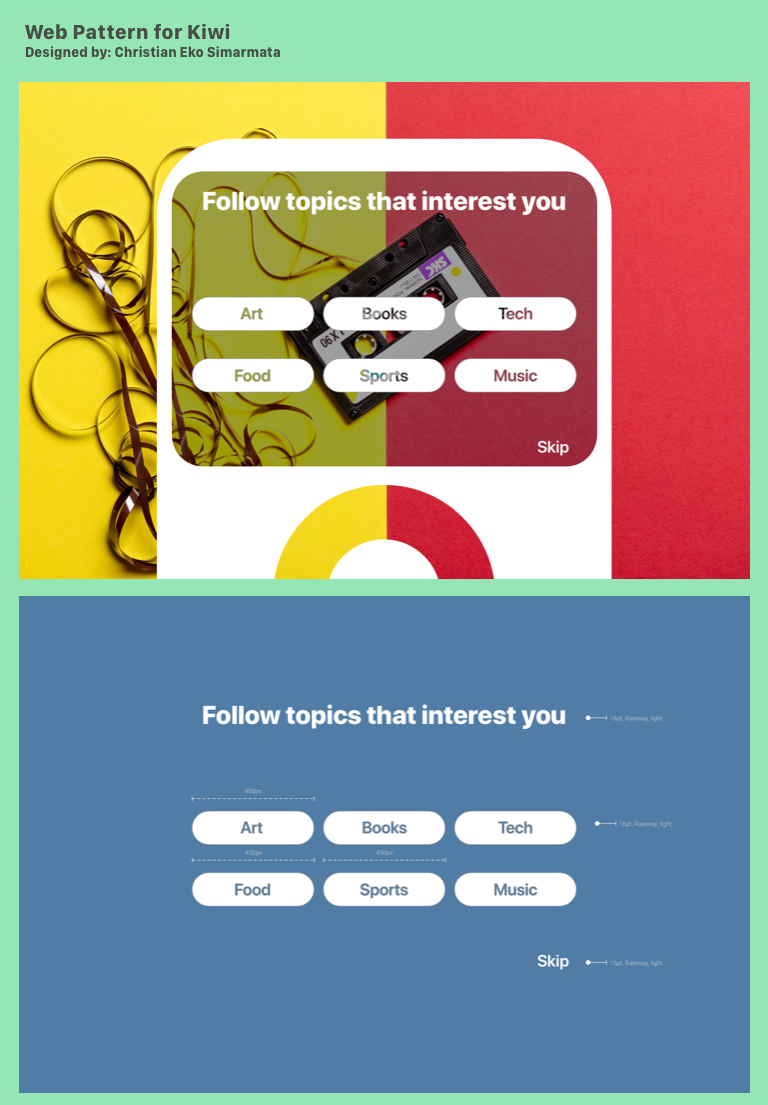 Web Pattern for Kiwi
Designed by: Christian Eko Simarmata
Follow topics that interest you
SKC
Art Books Tech
Food Sports Music
Skip
Follow topics that interest you
16pt, Raleway, light
450px
Art Books Tech
16pt, Raleway, light
450px 450px
Food Sports Music
Skip
16pt, Raleway, light